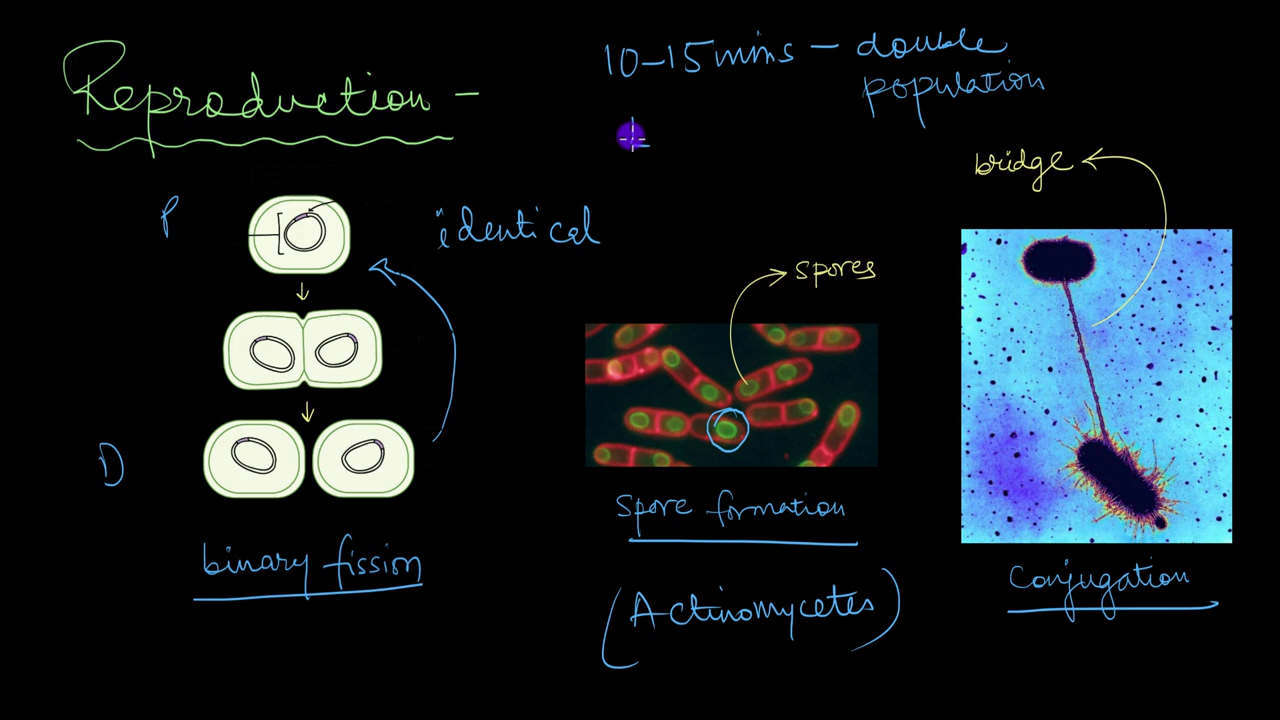 Reproduction -
10-15 mins - double
population
bridge
P
identical
spores
D
spore formation
binary fission
Conjugation
(Actinomycetes)